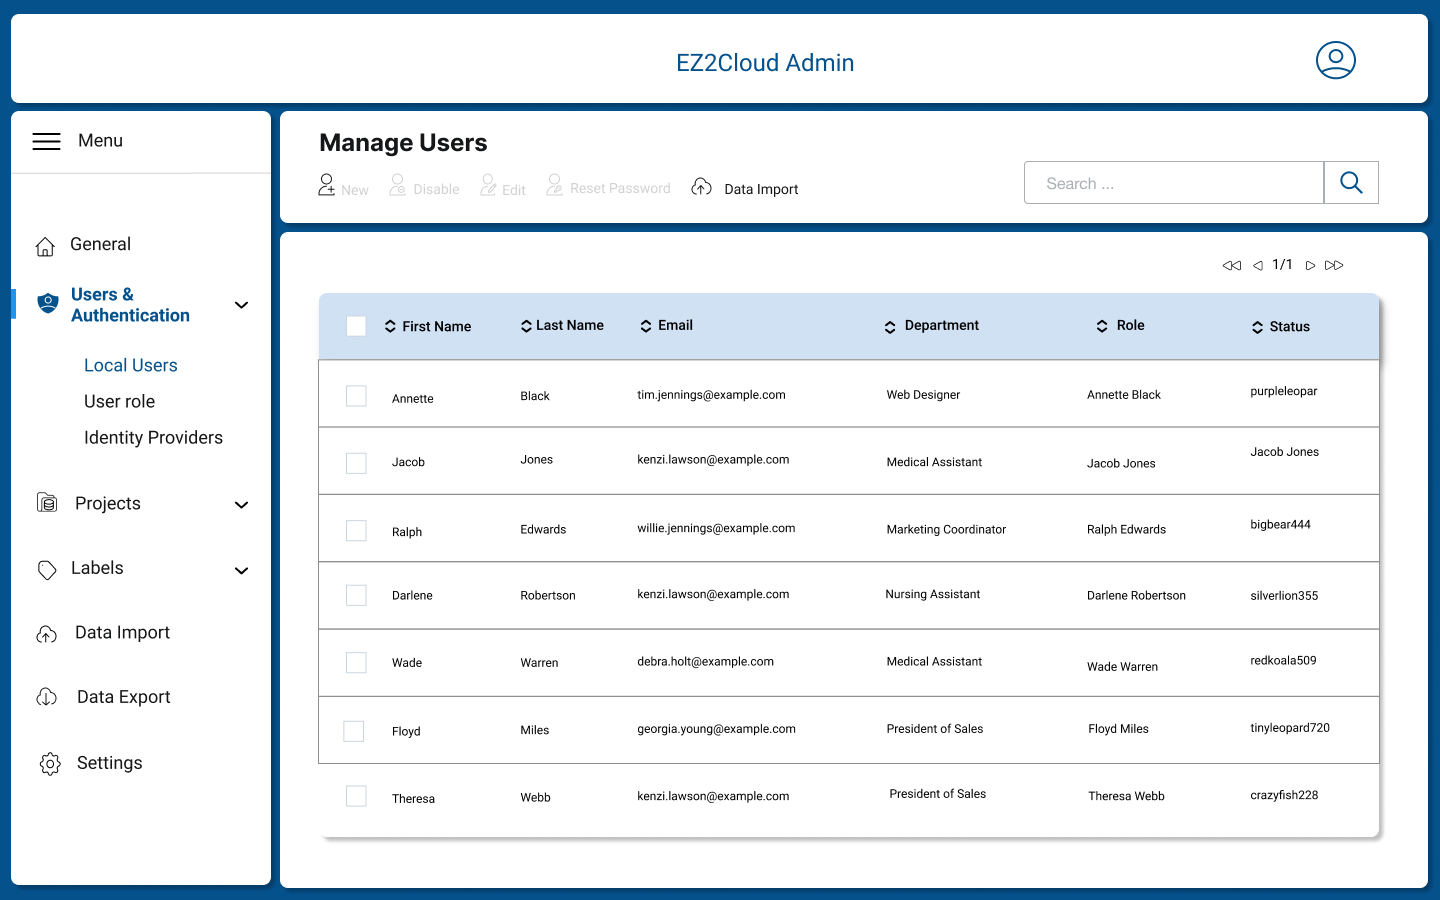 EZ2Cloud Admin
Menu
General
Users &
Authentication
Local Users
User role
Identity Providers
Projects
Labels
Data Import
Data Export
Settings
Manage Users
New Disable Edit Reset Password Data Import
Search ...
1/1
First Name Last Name Email Department Role Status
Annette Black tim.jennings@example.com Web Designer Annette Black purpleleopar
Jacob Jones kenzi.lawson@example.com Medical Assistant Jacob Jones Jacob Jones
Ralph Edwards willie.jennings@example.com Marketing Coordinator Ralph Edwards bigbear444
Darlene Robertson kenzi.lawson@example.com Nursing Assistant Darlene Robertson silverlion355
Wade Warren debra.holt@example.com Medical Assistant Wade Warren redkoala509
Floyd Miles georgia.young@example.com President of Sales Floyd Miles tinyleopard720
Theresa Webb kenzi.lawson@example.com President of Sales Theresa Webb crazyfish228